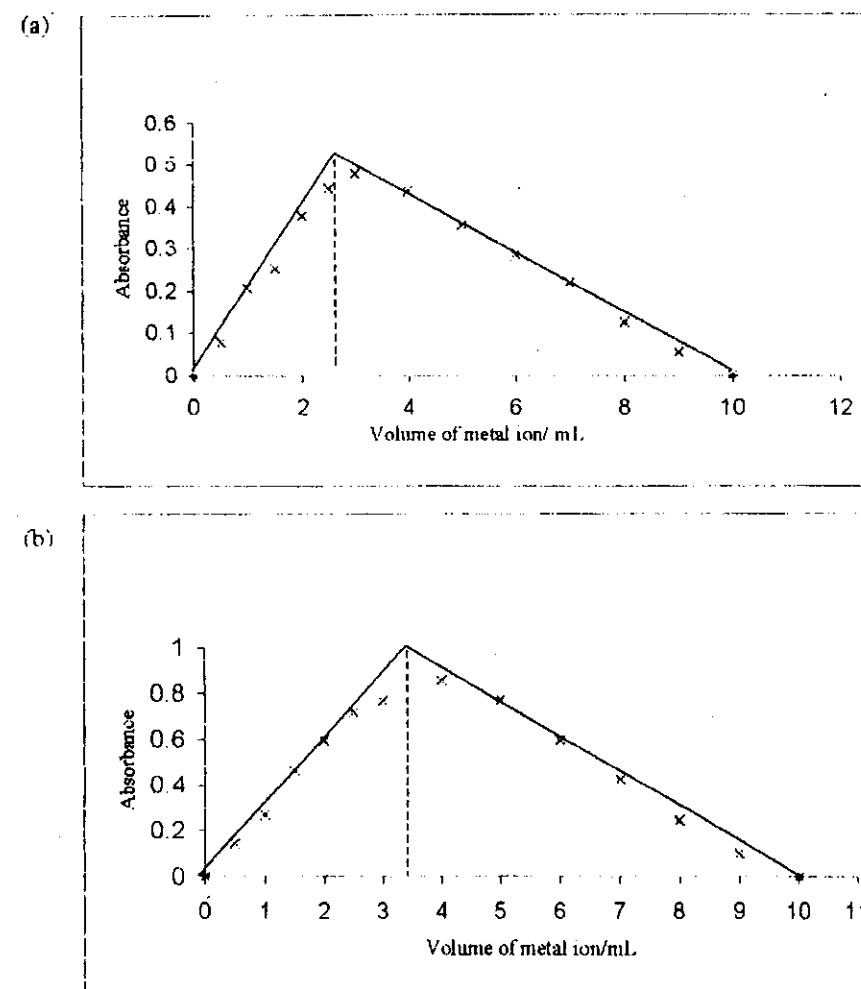 (a)
0.6
0.5
0.4
0.3
0.2
0.1
0
Absorbance
0 2 4 6 8 10 12
Volume of metal ion/ mL
(b)
1
0.8
0.6
0.4
0.2
0
Absorbance
0 1 2 3 4 5 6 7 8 9 10 11
Volume of metal ion/mL